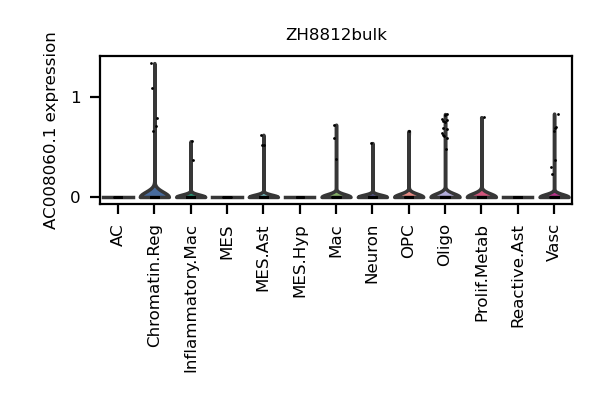 ZH8812bulk
AC008060.1 expression
1
0
AC
Chromatin.Reg
Inflammatory.Mac
MES
MES.Ast
MES.Hyp
Mac
Neuron
OPC
Oligo
Prolif.Metab
Reactive.Ast
Vasc